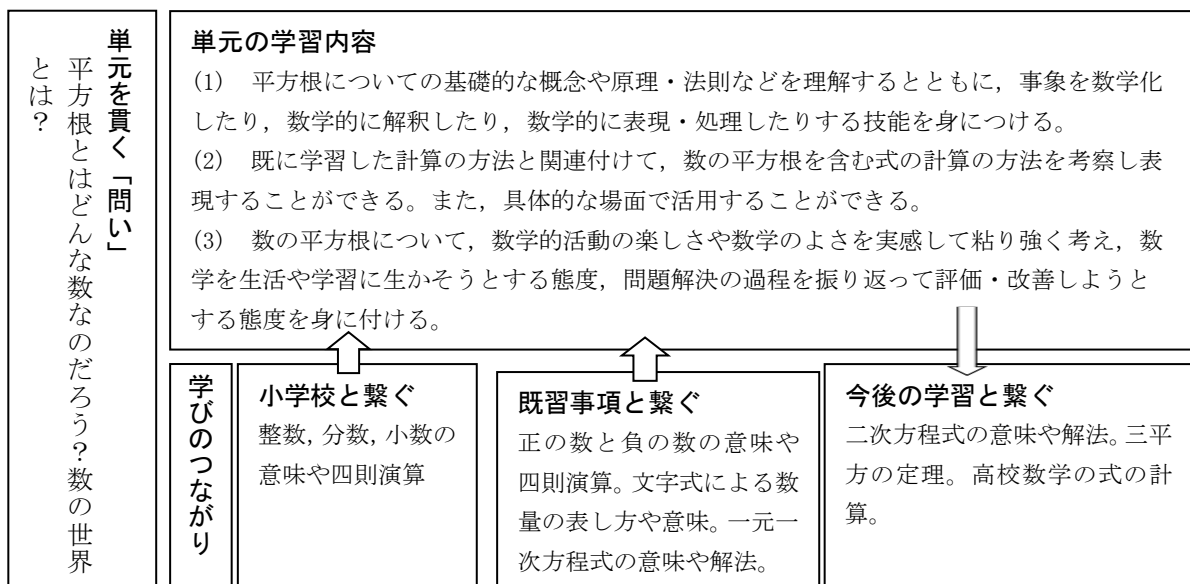 単元を貫く「問い」
平方根とはどんな数なのだろう？数の世界
とは？
単元の学習内容
(1)　平方根についての基礎的な概念や原理・法則などを理解するとともに，事象を数学化
したり，数学的に解釈したり，数学的に表現・処理したりする技能を身につける。
(2)　既に学習した計算の方法と関連付けて，数の平方根を含む式の計算の方法を考察し表
現することができる。また，具体的な場面で活用することができる。
(3)　数の平方根について，数学的活動の楽しさや数学のよさを実感して粘り強く考え，数
学を生活や学習に生かそうとする態度，問題解決の過程を振り返って評価・改善しようと
する態度を身に付ける。
学びのつながり
小学校と繋ぐ
整数，分数，小数の
意味や四則演算
既習事項と繋ぐ
正の数と負の数の意味や
四則演算。文字式による数
量の表し方や意味。一元一
次方程式の意味や解法。
今後の学習と繋ぐ
二次方程式の意味や解法。三平
方の定理。高校数学の式の計
算。